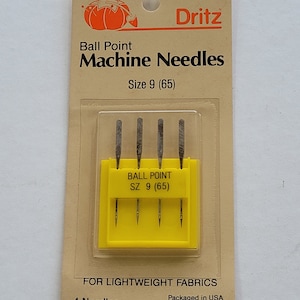 Dritz
Ball Point
Machine Needles
Size 9 (65)
BALL POINT
SZ 9 (65)
FOR LIGHTWEIGHT FABRICS
Packaged in USA